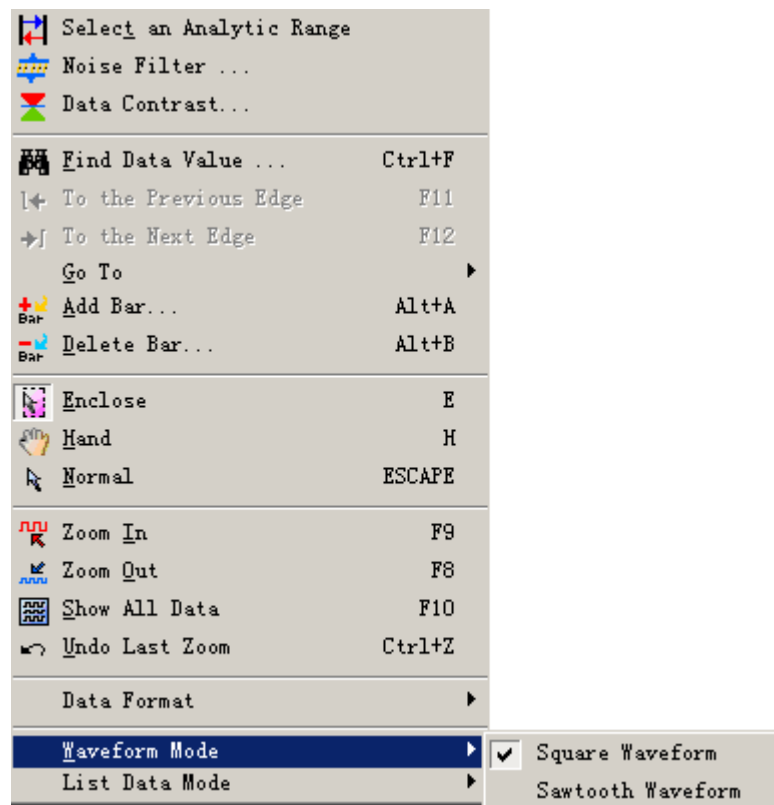 Select an Analytic Range
Noise Filter ...
Data Contrast...
Find Data Value ... Ctrl+F
To the Previous Edge F11
To the Next Edge F12
Go To
Bar Add Bar... Alt+A
Bar Delete Bar... Alt+B
Enclose E
Hand H
Normal ESCAPE
Zoom In F9
Zoom Out F8
Show All Data F10
Undo Last Zoom Ctrl+Z
Data Format
Waveform Mode Square Waveform
List Data Mode Sawtooth Waveform